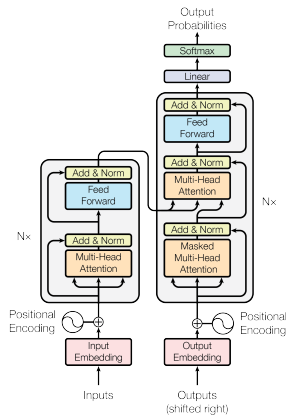 Output
Probabilities
Softmax
Linear
Add & Norm
Feed
Forward
Add & Norm
Multi-Head
Attention
Add & Norm
Masked
Multi-Head
Attention
N×
Positional
Encoding
Output
Embedding
Outputs
(shifted right)
Add & Norm
Feed
Forward
Add & Norm
Multi-Head
Attention
N×
Positional
Encoding
Input
Embedding
Inputs